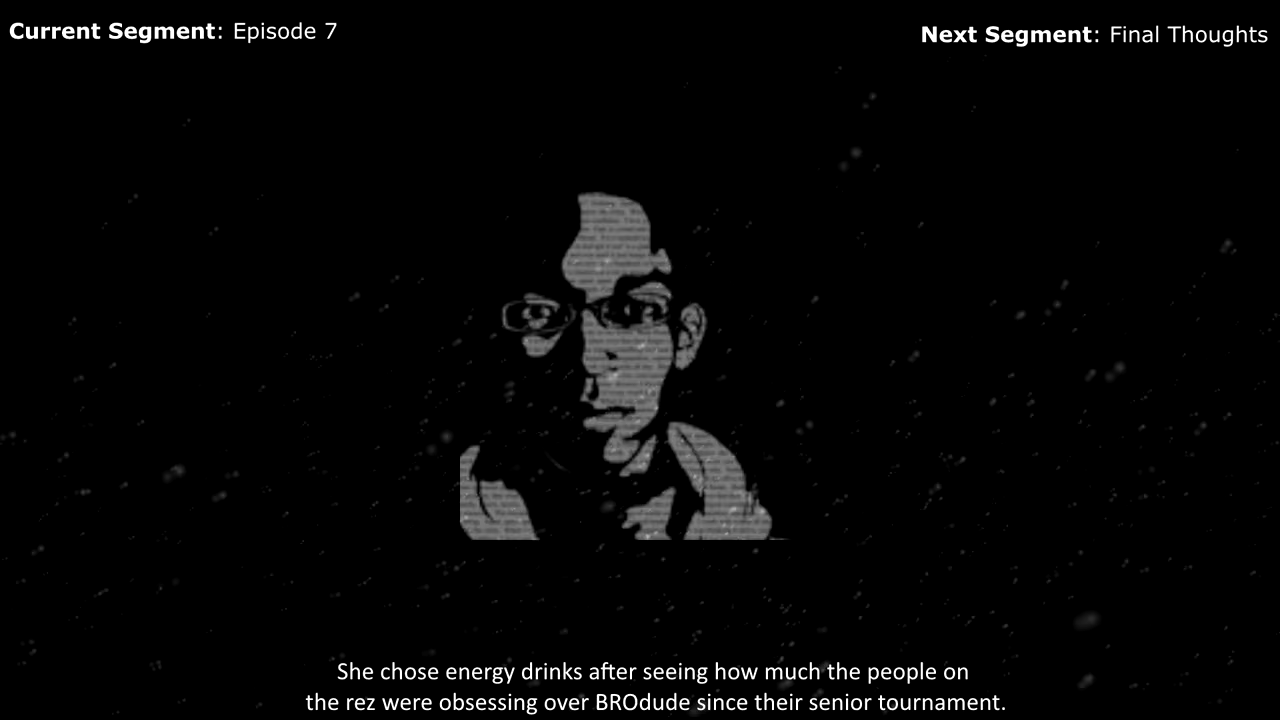 Current Segment: Episode 7
Next Segment: Final Thoughts
She chose energy drinks after seeing how much the people on
the rez were obsessing over BROdude since their senior tournament.